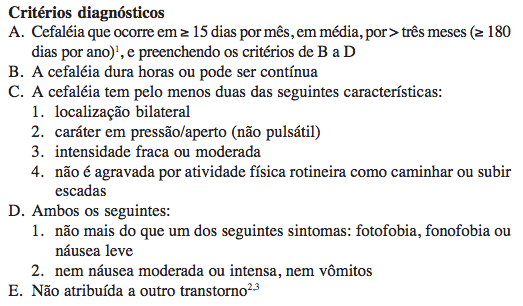 Critérios diagnósticos
A. Cefaléia que ocorre em ≥ 15 dias por mês, em média, por > três meses (≥ 180
dias por ano)¹, e preenchendo os critérios de B a D
B. A cefaléia dura horas ou pode ser contínua
C. A cefaléia tem pelo menos duas das seguintes características:
1. localização bilateral
2. caráter em pressão/aperto (não pulsátil)
3. intensidade fraca ou moderada
4. não é agravada por atividade física rotineira como caminhar ou subir
escadas
D. Ambos os seguintes:
1. não mais do que um dos seguintes sintomas: fotofobia, fonofobia ou
náusea leve
2. nem náusea moderada ou intensa, nem vômitos
E. Não atribuída a outro transtorno²,³